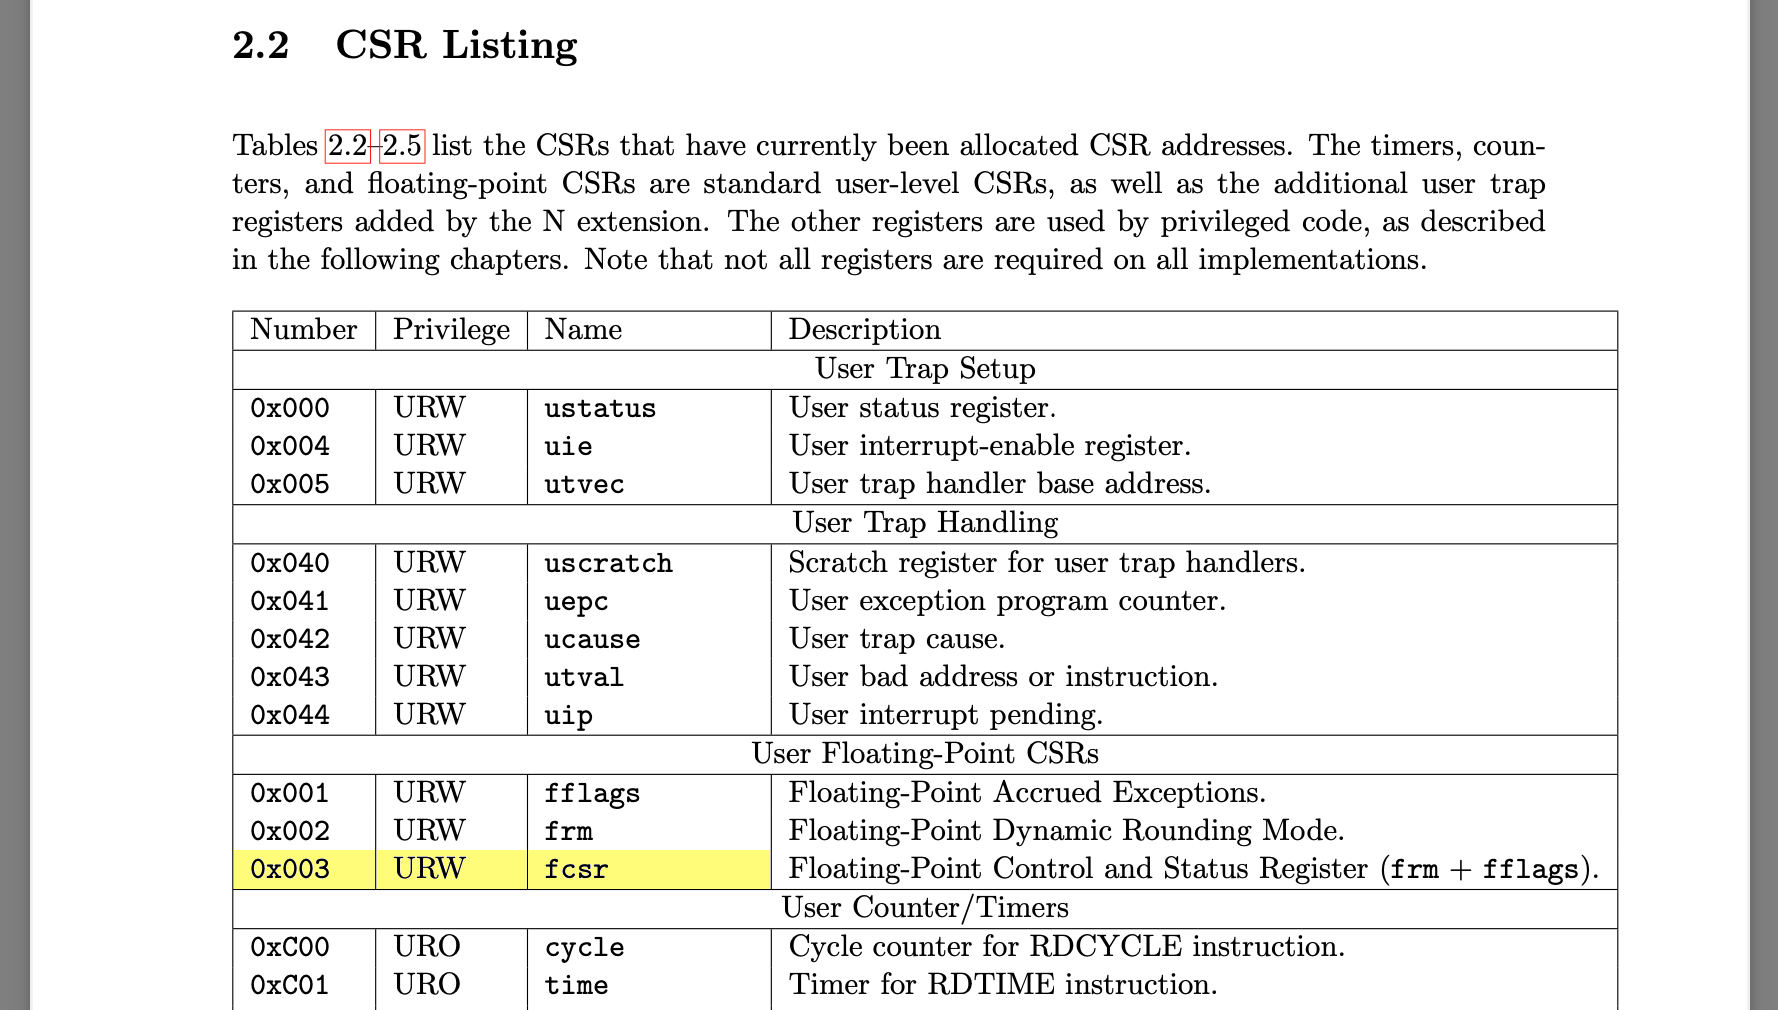 2.2 CSR Listing
Tables 2.2–2.5 list the CSRs that have currently been allocated CSR addresses. The timers, coun-
ters, and floating-point CSRs are standard user-level CSRs, as well as the additional user trap
registers added by the N extension. The other registers are used by privileged code, as described
in the following chapters. Note that not all registers are required on all implementations.
Number Privilege Name Description
User Trap Setup
0x000 URW ustatus User status register.
0x004 URW uie User interrupt-enable register.
0x005 URW utvec User trap handler base address.
User Trap Handling
0x040 URW uscratch Scratch register for user trap handlers.
0x041 URW uepc User exception program counter.
0x042 URW ucause User trap cause.
0x043 URW utval User bad address or instruction.
0x044 URW uip User interrupt pending.
User Floating-Point CSRs
0x001 URW fflags Floating-Point Accrued Exceptions.
0x002 URW frm Floating-Point Dynamic Rounding Mode.
0x003 URW fcsr Floating-Point Control and Status Register (frm + fflags).
User Counter/Timers
0xC00 URO cycle Cycle counter for RDCYCLE instruction.
0xC01 URO time Timer for RDTIME instruction.